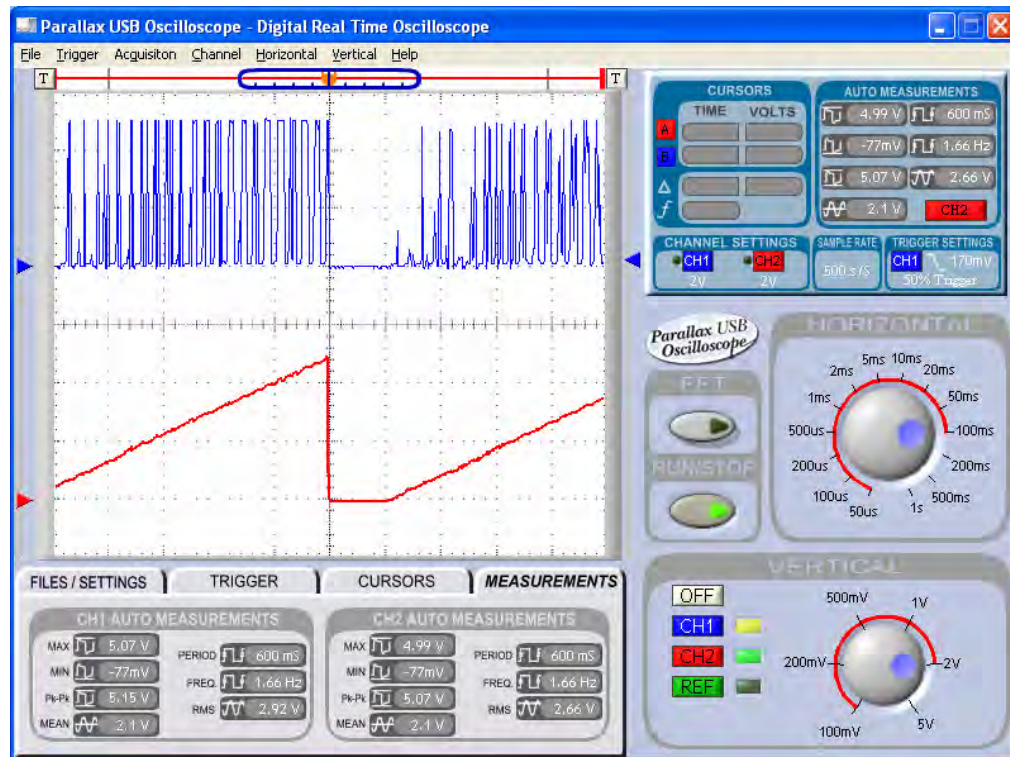 Parallax USB Oscilloscope - Digital Real Time Oscilloscope
File Trigger Acquisiton Channel Horizontal Vertical Help
T T
CURSORS
TIME VOLTS
A
B
Δ
f
AUTO MEASUREMENTS
4.99 V 600 mS
-77mV 1.66 Hz
5.07 V 2.66 V
2.1 V CH2
CHANNEL SETTINGS
CH1 CH2
2V 2V
SAMPLE RATE
500 s/S
TRIGGER SETTINGS
CH1 170mV
50% Trigger
Parallax USB
Oscilloscope
FFT
RUN/STOP
HORIZONTAL
5ms 10ms
2ms 20ms
1ms 50ms
500us 100ms
200us 200ms
100us 500ms
50us 1s
FILES / SETTINGS TRIGGER CURSORS MEASUREMENTS
CH1 AUTO MEASUREMENTS
MAX 5.07 V
MIN -77mV
Pk-Pk 5.15 V
MEAN 2.1 V
PERIOD 600 mS
FREQ. 1.66 Hz
RMS 2.92 V
CH2 AUTO MEASUREMENTS
MAX 4.99 V
MIN -77mV
Pk-Pk 5.07 V
MEAN 2.1 V
PERIOD 600 mS
FREQ. 1.66 Hz
RMS 2.66 V
VERTICAL
OFF
CH1
CH2
REF
500mV 1V
200mV 2V
100mV 5V